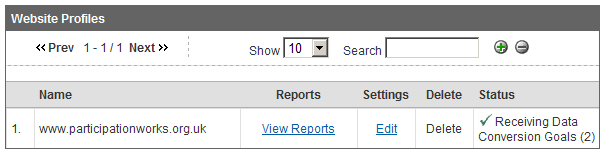 Website Profiles
« Prev 1 - 1 / 1 Next » Show 10 Search
Name Reports Settings Delete Status
1. www.participationworks.org.uk View Reports Edit Delete ✓ Receiving Data
Conversion Goals (2)